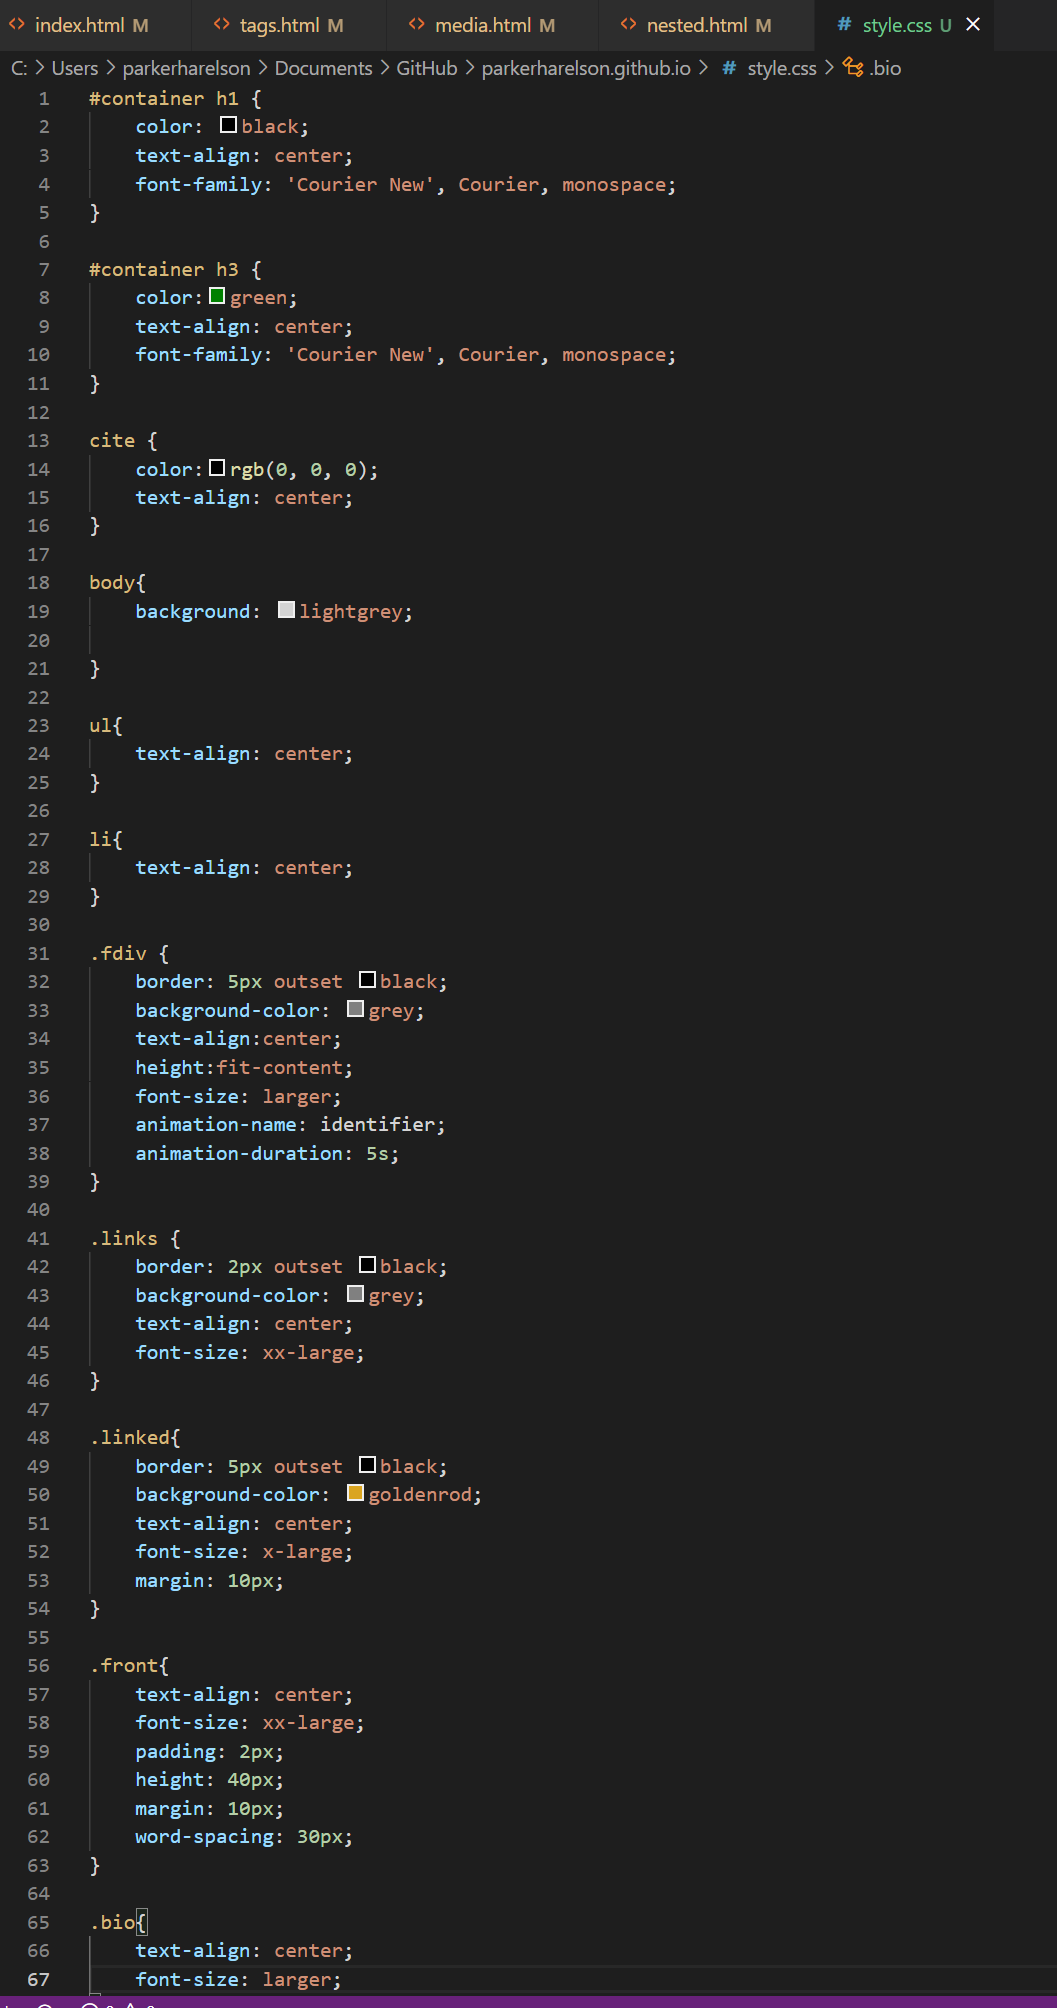 index.html M tags.html M media.html M nested.html M # style.css U
C: > Users > parkerharelson > Documents > GitHub > parkerharelson.github.io > # style.css > .bio
1 #container h1 {
2 color: black;
3 text-align: center;
4 font-family: 'Courier New', Courier, monospace;
5 }
6
7 #container h3 {
8 color:green;
9 text-align: center;
10 font-family: 'Courier New', Courier, monospace;
11 }
12
13 cite {
14 color:rgb(0, 0, 0);
15 text-align: center;
16 }
17
18 body{
19 background: lightgrey;
20
21 }
22
23 ul{
24 text-align: center;
25 }
26
27 li{
28 text-align: center;
29 }
30
31 .fdiv {
32 border: 5px outset black;
33 background-color: grey;
34 text-align:center;
35 height:fit-content;
36 font-size: larger;
37 animation-name: identifier;
38 animation-duration: 5s;
39 }
40
41 .links {
42 border: 2px outset black;
43 background-color: grey;
44 text-align: center;
45 font-size: xx-large;
46 }
47
48 .linked{
49 border: 5px outset black;
50 background-color: goldenrod;
51 text-align: center;
52 font-size: x-large;
53 margin: 10px;
54 }
55
56 .front{
57 text-align: center;
58 font-size: xx-large;
59 padding: 2px;
60 height: 40px;
61 margin: 10px;
62 word-spacing: 30px;
63 }
64
65 .bio{
66 text-align: center;
67 font-size: larger;